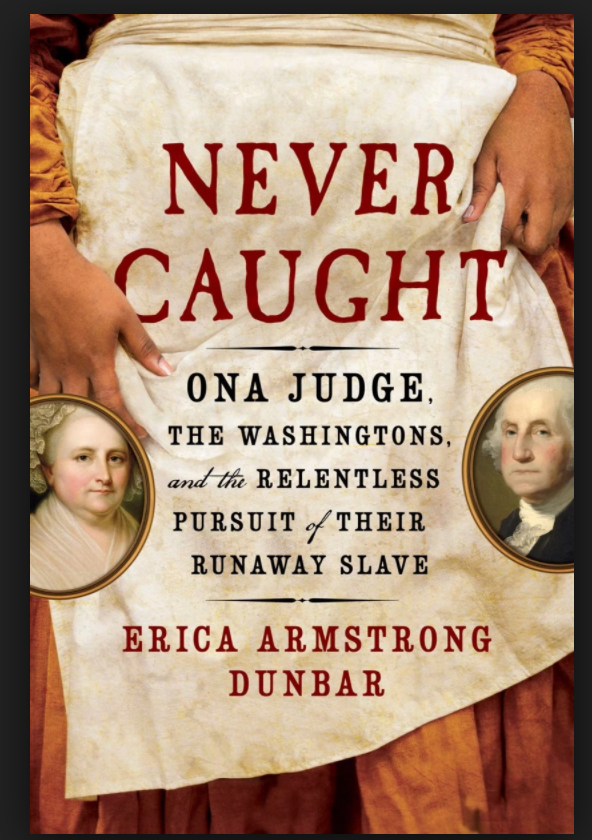 NEVER
CAUGHT
ONA JUDGE,
THE WASHINGTONS,
and the RELENTLESS
PURSUIT of THEIR
RUNAWAY SLAVE
ERICA ARMSTRONG
DUNBAR